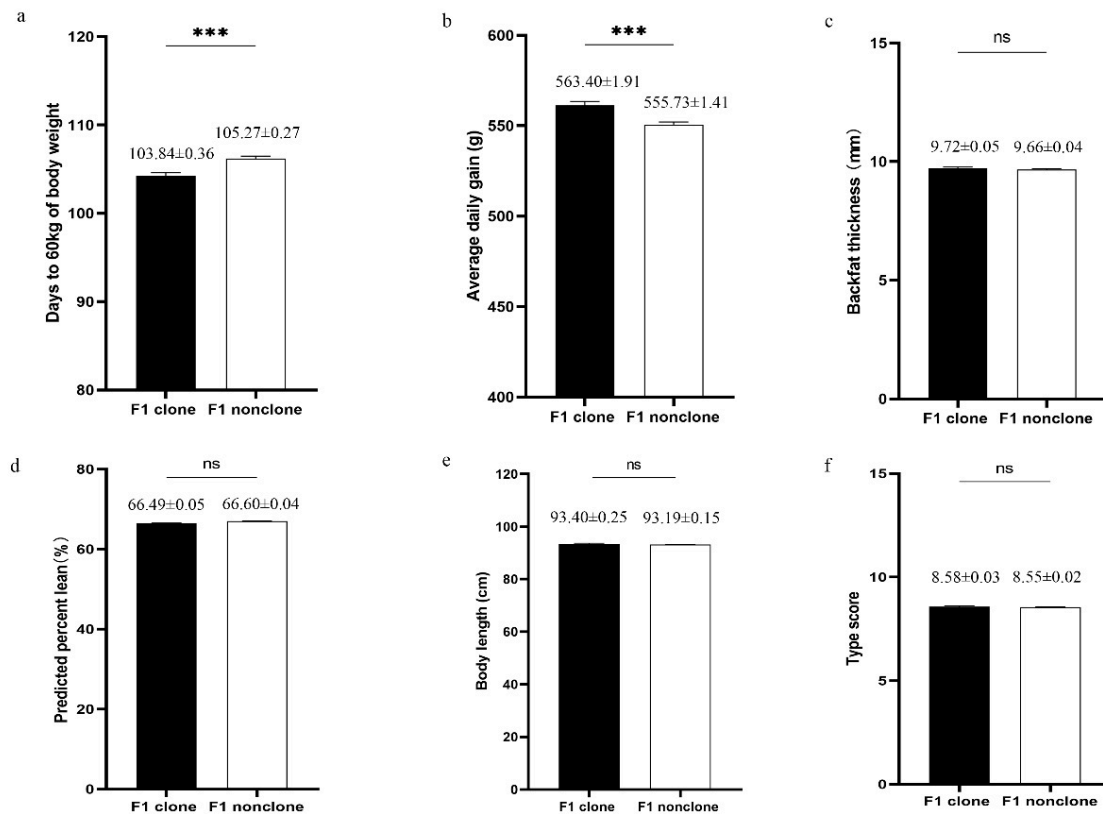 a
***
120
110
100
90
80
Days to 60kg of body weight
103.84±0.36
105.27±0.27
F1 clone F1 nonclone
b
***
600
550
500
450
400
Average daily gain (g)
563.40±1.91
555.73±1.41
F1 clone F1 nonclone
c
ns
15
10
5
0
Backfat thickness (mm)
9.72±0.05
9.66±0.04
F1 clone F1 nonclone
d
ns
80
60
40
20
0
Predicted percent lean(%)
66.49±0.05
66.60±0.04
F1 clone F1 nonclone
e
ns
120
100
80
60
40
20
0
Body length (cm)
93.40±0.25
93.19±0.15
F1 clone F1 nonclone
f
ns
15
10
5
0
Type score
8.58±0.03
8.55±0.02
F1 clone F1 nonclone